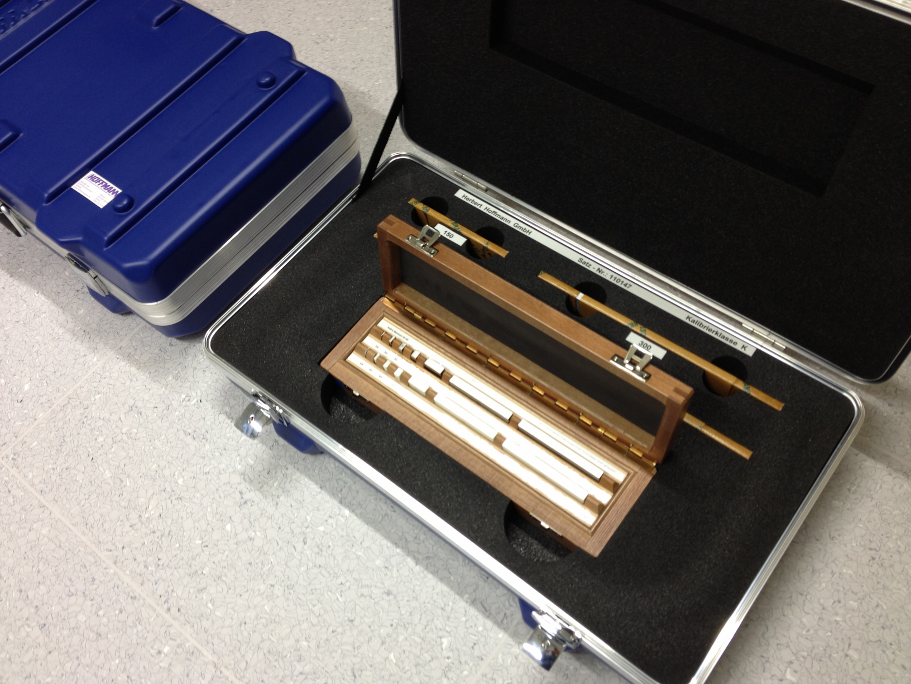 HOFFMANN
Herbert Hoffmann GmbH
Satz - Nr.: 110147
Kalibrierklasse K
150
300